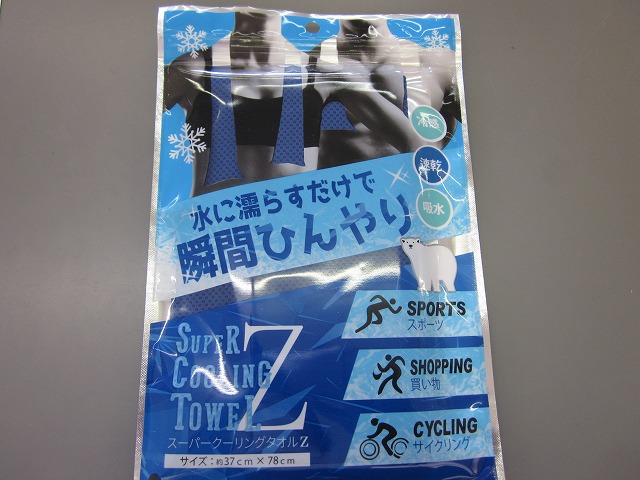 冷感
速乾
吸水
水に濡らすだけで
瞬間ひんやり
SUPER
COOLING
TOWEL
Z
スーパークーリングタオルZ
サイズ:約37cm×78cm
SPORTS
スポーツ
SHOPPING
買い物
CYCLING
サイクリング